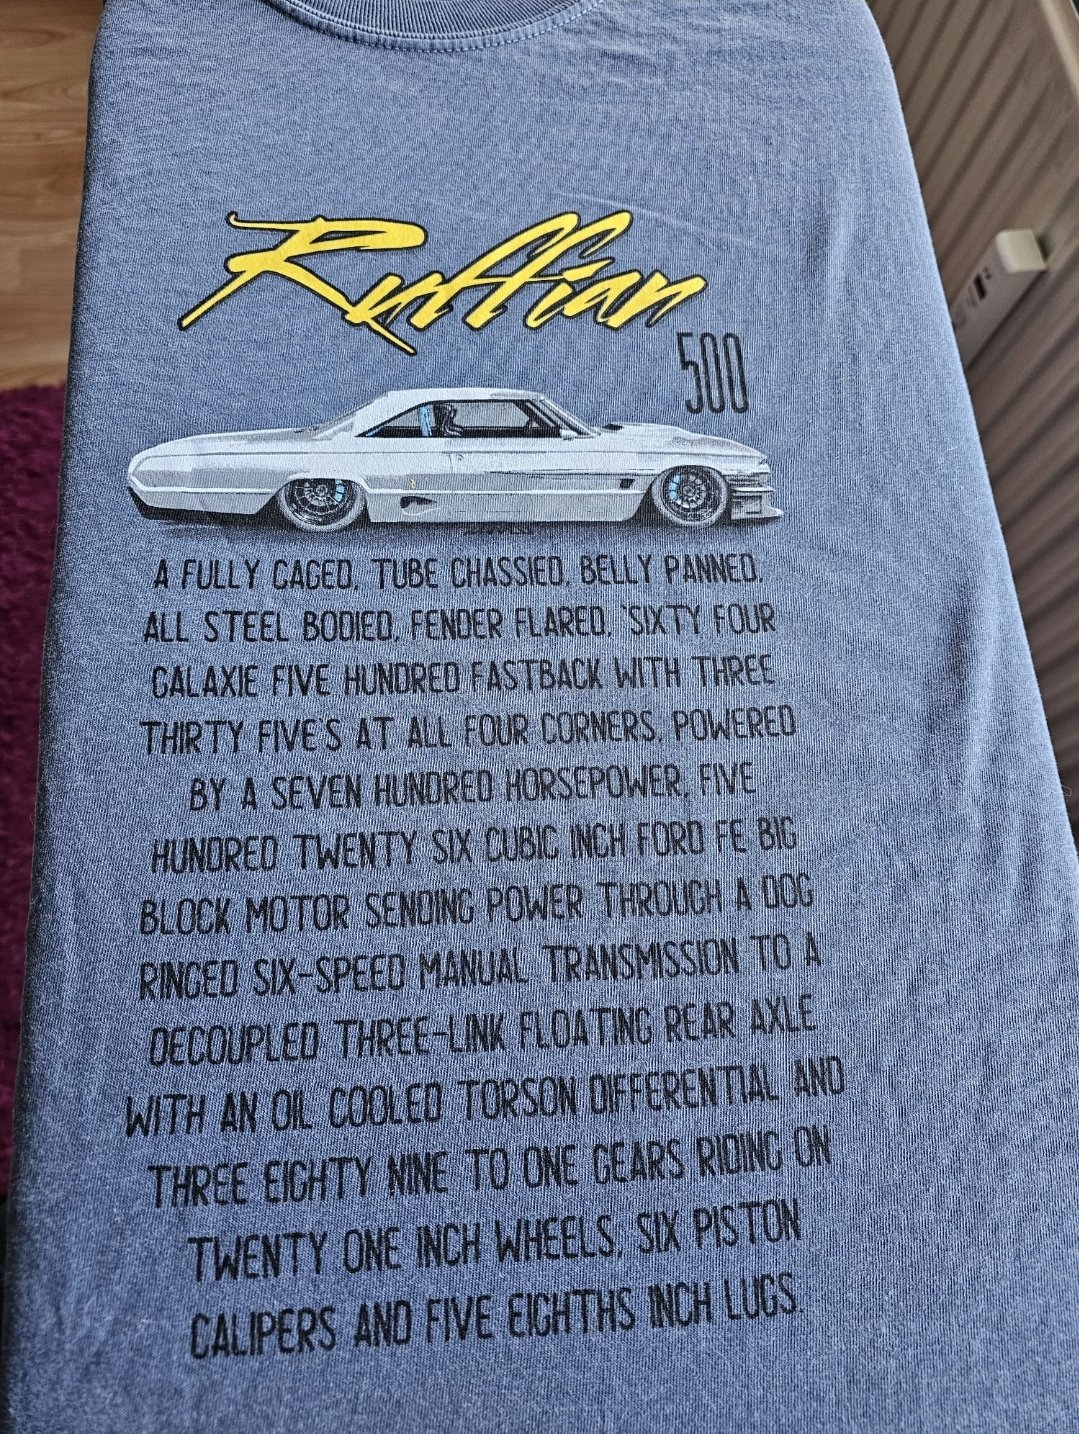 Ruffian
500
A FULLY CAGED, TUBE CHASSIED, BELLY PANNED,
ALL STEEL BODIED, FENDER FLARED, 'SIXTY FOUR
GALAXIE FIVE HUNDRED FASTBACK WITH THREE
THIRTY FIVE'S AT ALL FOUR CORNERS, POWERED
BY A SEVEN HUNDRED HORSEPOWER, FIVE
HUNDRED TWENTY SIX CUBIC INCH FORD FE BIG
BLOCK MOTOR SENDING POWER THROUGH A DOG
RINGED SIX-SPEED MANUAL TRANSMISSION TO A
DECOUPLED THREE-LINK FLOATING REAR AXLE
WITH AN OIL COOLED TORSON DIFFERENTIAL AND
THREE EIGHTY NINE TO ONE GEARS RIDING ON
TWENTY ONE INCH WHEELS, SIX PISTON
CALIPERS AND FIVE EIGHTHS INCH LUGS.